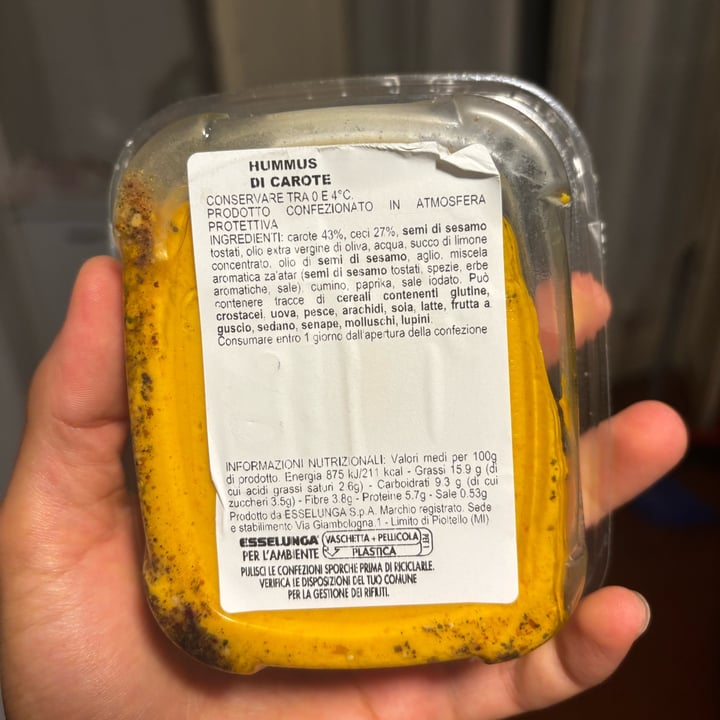 HUMMUS
DI CAROTE
CONSERVARE TRA 0 E 4°C.
PRODOTTO CONFEZIONATO IN ATMOSFERA
PROTETTIVA
INGREDIENTI: carote 43%, ceci 27%, semi di sesamo
tostati, olio extra vergine di oliva, acqua, succo di limone
concentrato, olio di semi di sesamo, aglio, miscela
aromatica za'atar (semi di sesamo tostati, spezie, erbe
aromatiche, sale), cumino, paprika, sale iodato. Può
contenere tracce di cereali contenenti glutine,
crostacei, uova, pesce, arachidi, soia, latte, frutta a
guscio, sedano, senape, molluschi, lupini.
Consumare entro 1 giorno dall'apertura della confezione
INFORMAZIONI NUTRIZIONALI: Valori medi per 100g
di prodotto. Energia 875 kJ/211 kcal - Grassi 15.9 g (di
cui acidi grassi saturi 2.6g) - Carboidrati 9.3 g (di cui
zuccheri 3.5g) - Fibre 3.8g - Proteine 5.7g - Sale 0.53g
Prodotto da ESSELUNGA S.p.A. Marchio registrato. Sede
e stabilimento Via Giambologna,1 - Limito di Pioltello (MI)
ESSELUNGA VASCHETTA + PELLICOLA
PER L'AMBIENTE PLASTICA
PULISCI LE CONFEZIONI SPORCHE PRIMA DI RICICLARLE.
VERIFICA LE DISPOSIZIONI DEL TUO COMUNE
PER LA GESTIONE DEI RIFIUTI.